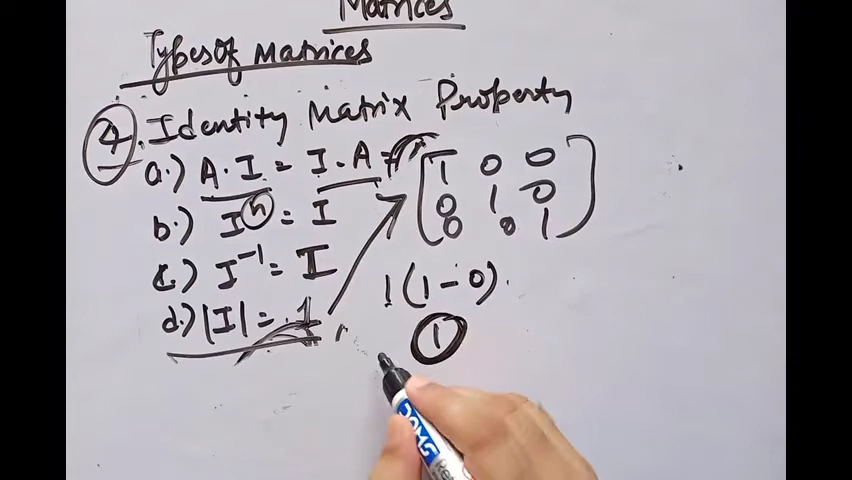 Matrices
Types of Matrices
4. Identity Matrix Property
a.) A · I = I · A =
b.) Iⁿ = I
c.) I⁻¹ = I
d.) |I| = 1
1 0 0
0 1 0
0 0 1
1(1-0)
1